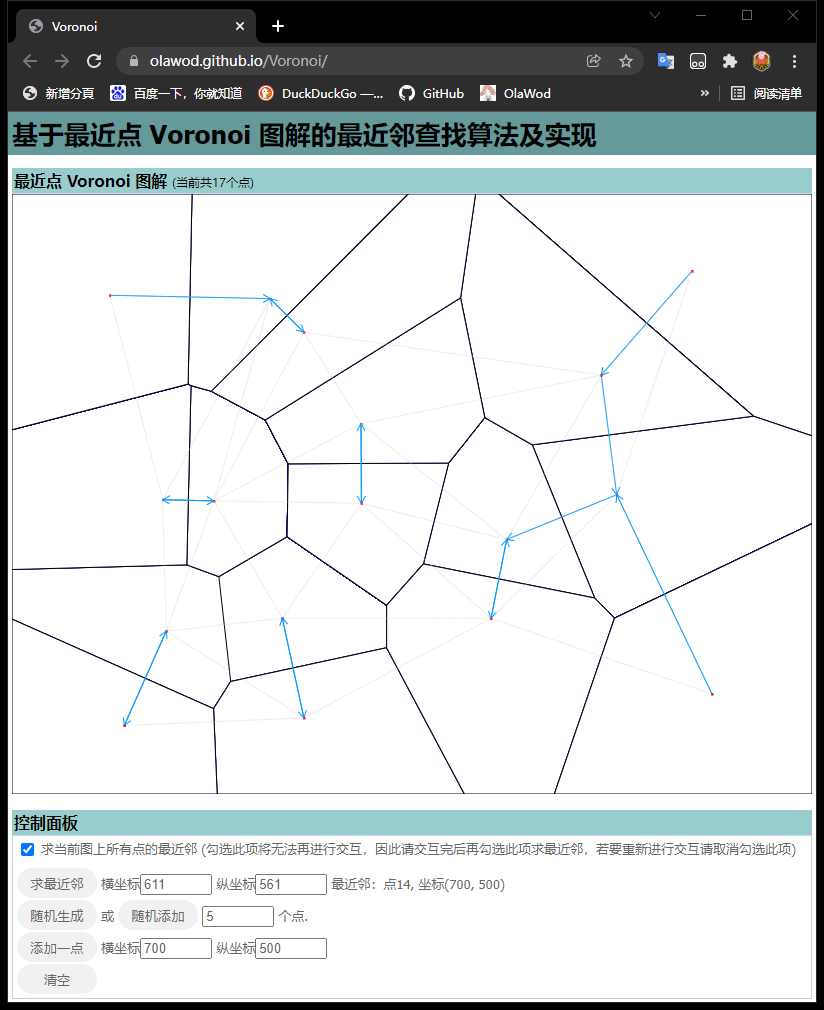 Voronoi
olawod.github.io/Voronoi/
新增分頁 百度一下，你就知道 DuckDuckGo —... GitHub OlaWod » 阅读清单
基于最近点 Voronoi 图解的最近邻查找算法及实现
最近点 Voronoi 图解 (当前共17个点)
控制面板
求当前图上所有点的最近邻 (勾选此项将无法再进行交互，因此请交互完后再勾选此项求最近邻，若要重新进行交互请取消勾选此项)
求最近邻 横坐标 611 纵坐标 561 最近邻：点14, 坐标(700, 500)
随机生成 或 随机添加 5 个点.
添加一点 横坐标 700 纵坐标 500
清空